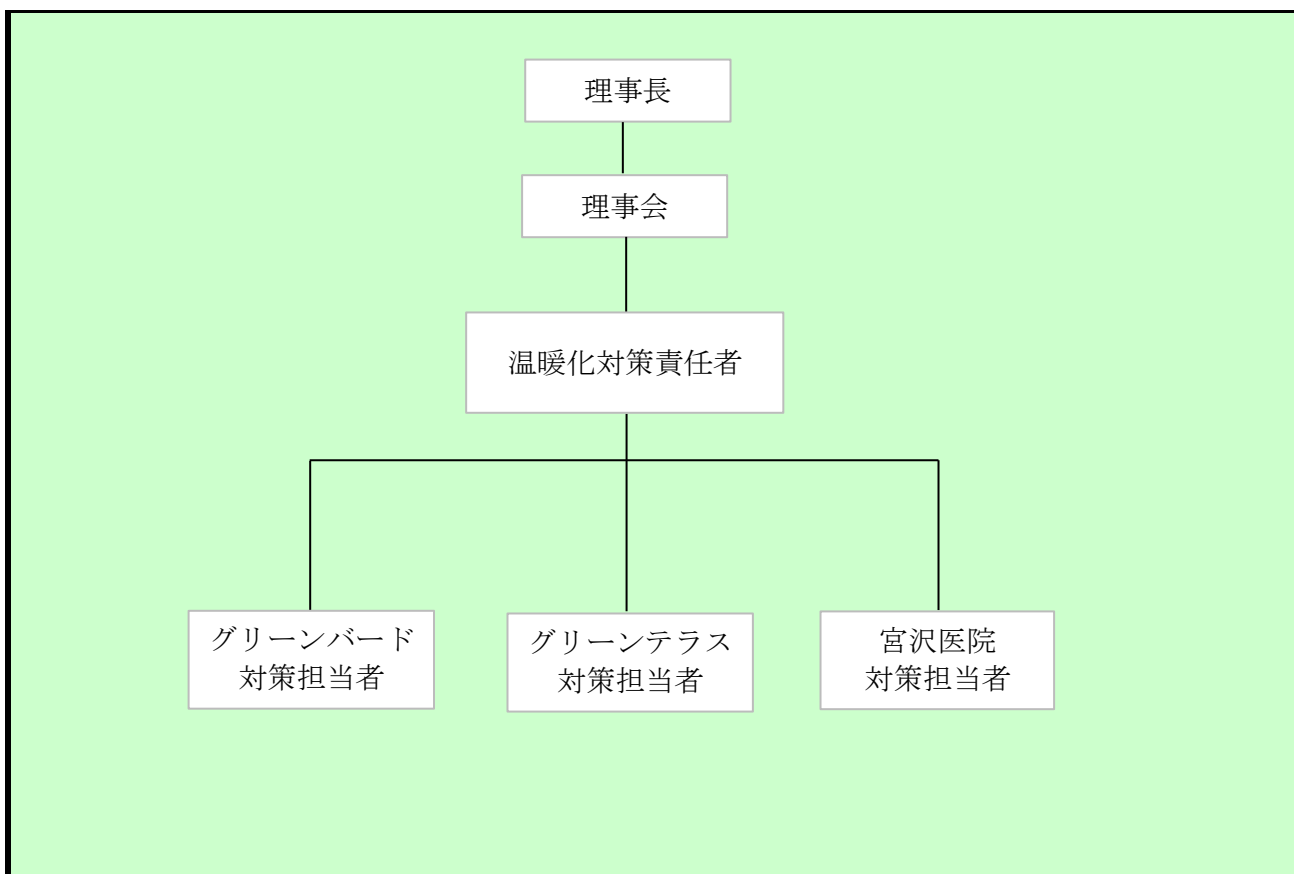 理事長
理事会
温暖化対策責任者
グリーンバード
対策担当者
グリーンテラス
対策担当者
宮沢医院
対策担当者